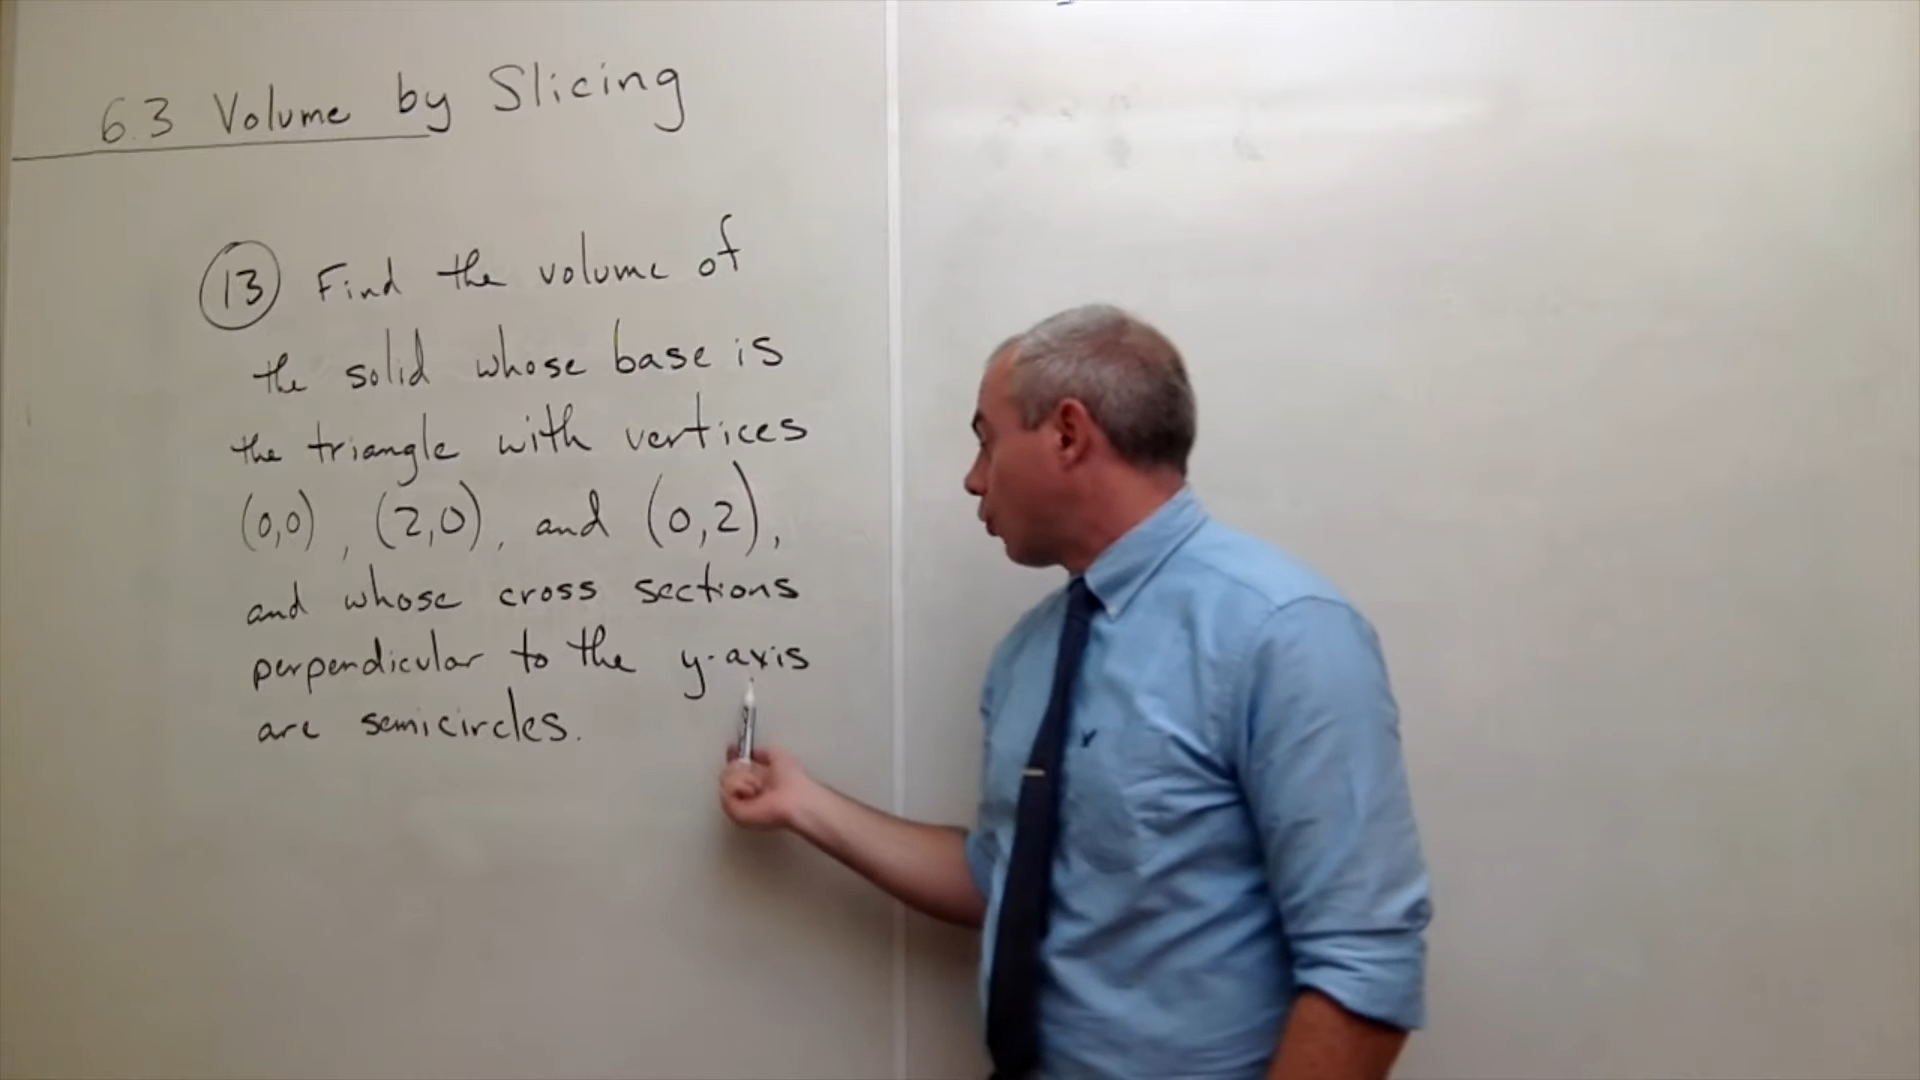 6.3 Volume by Slicing
13 Find the volume of
the solid whose base is
the triangle with vertices
(0,0), (2,0), and (0,2),
and whose cross sections
perpendicular to the y-axis
are semicircles.